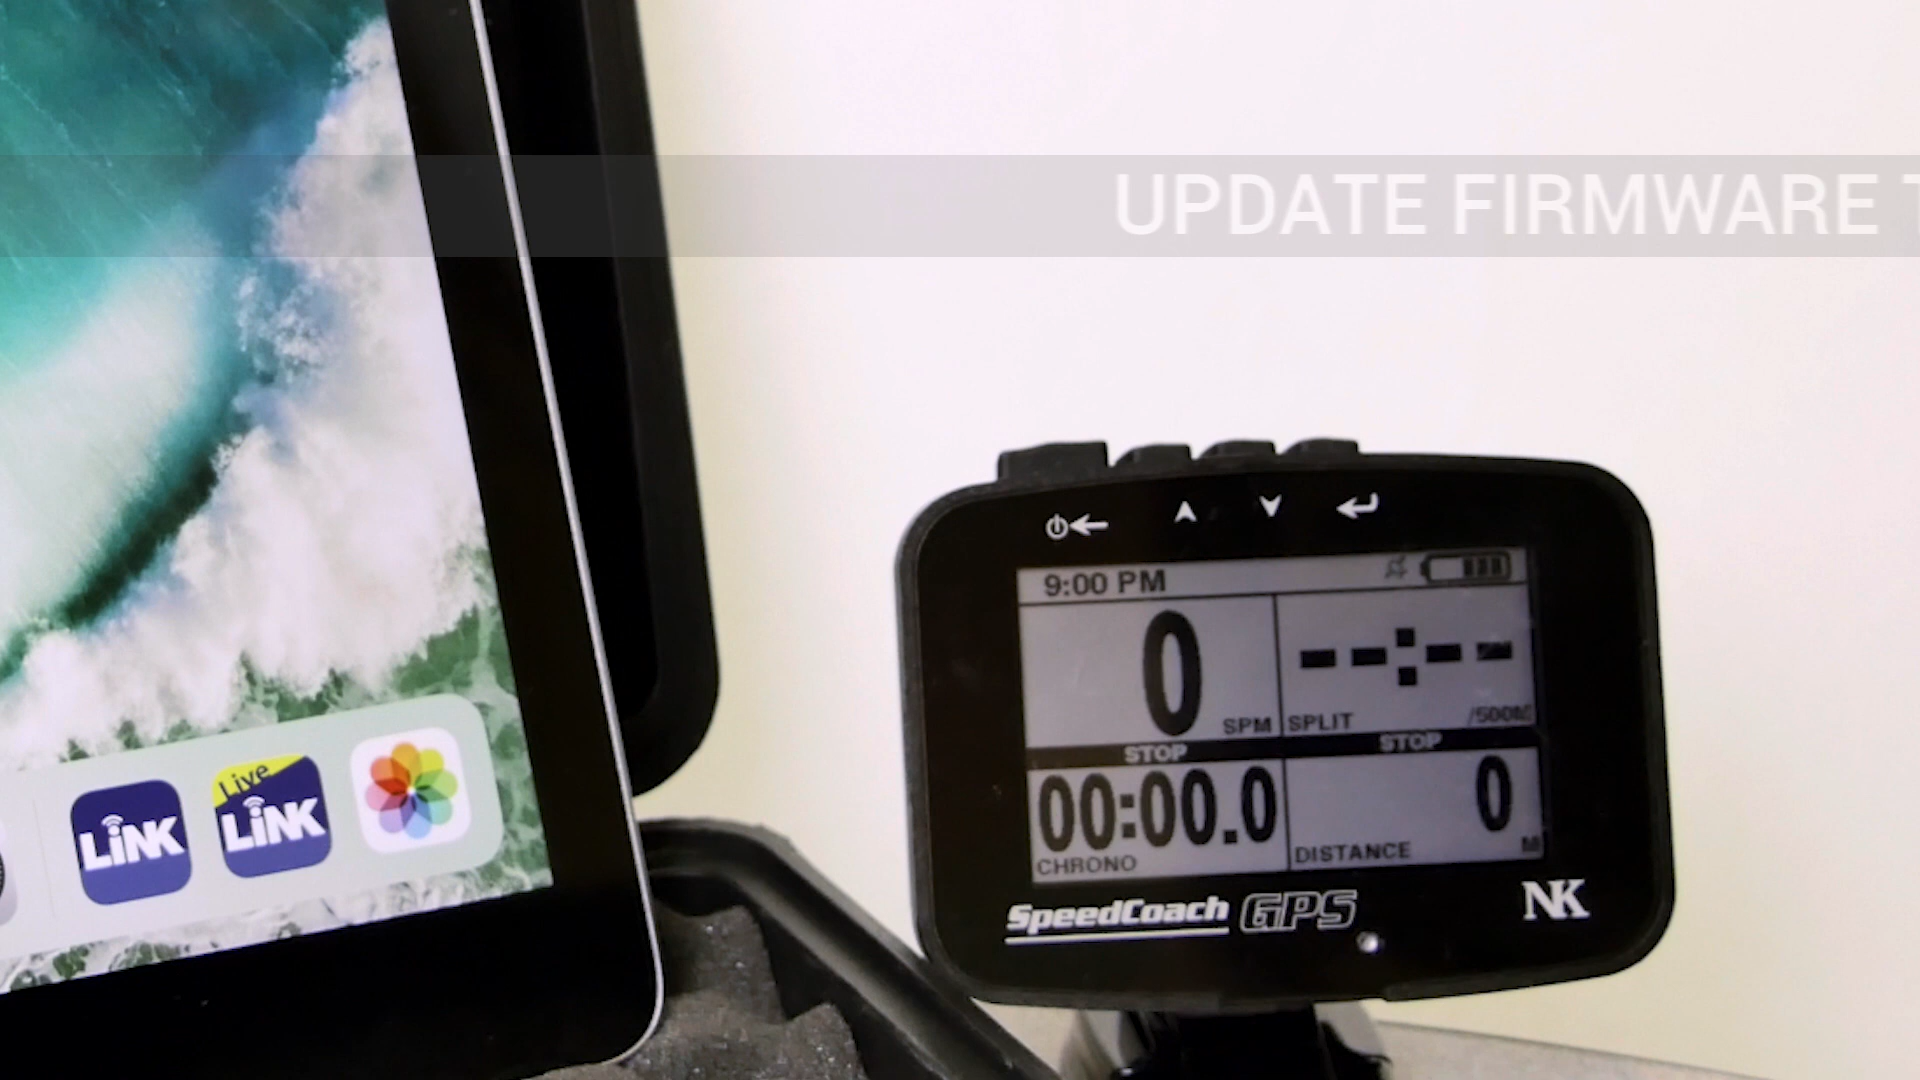 UPDATE FIRMWARE
9:00 PM
0
SPM
--:--
SPLIT
/500M
STOP
STOP
00:00.0
CHRONO
0
DISTANCE
M
SpeedCoach GPS
NK
LiNK
Live
LiNK